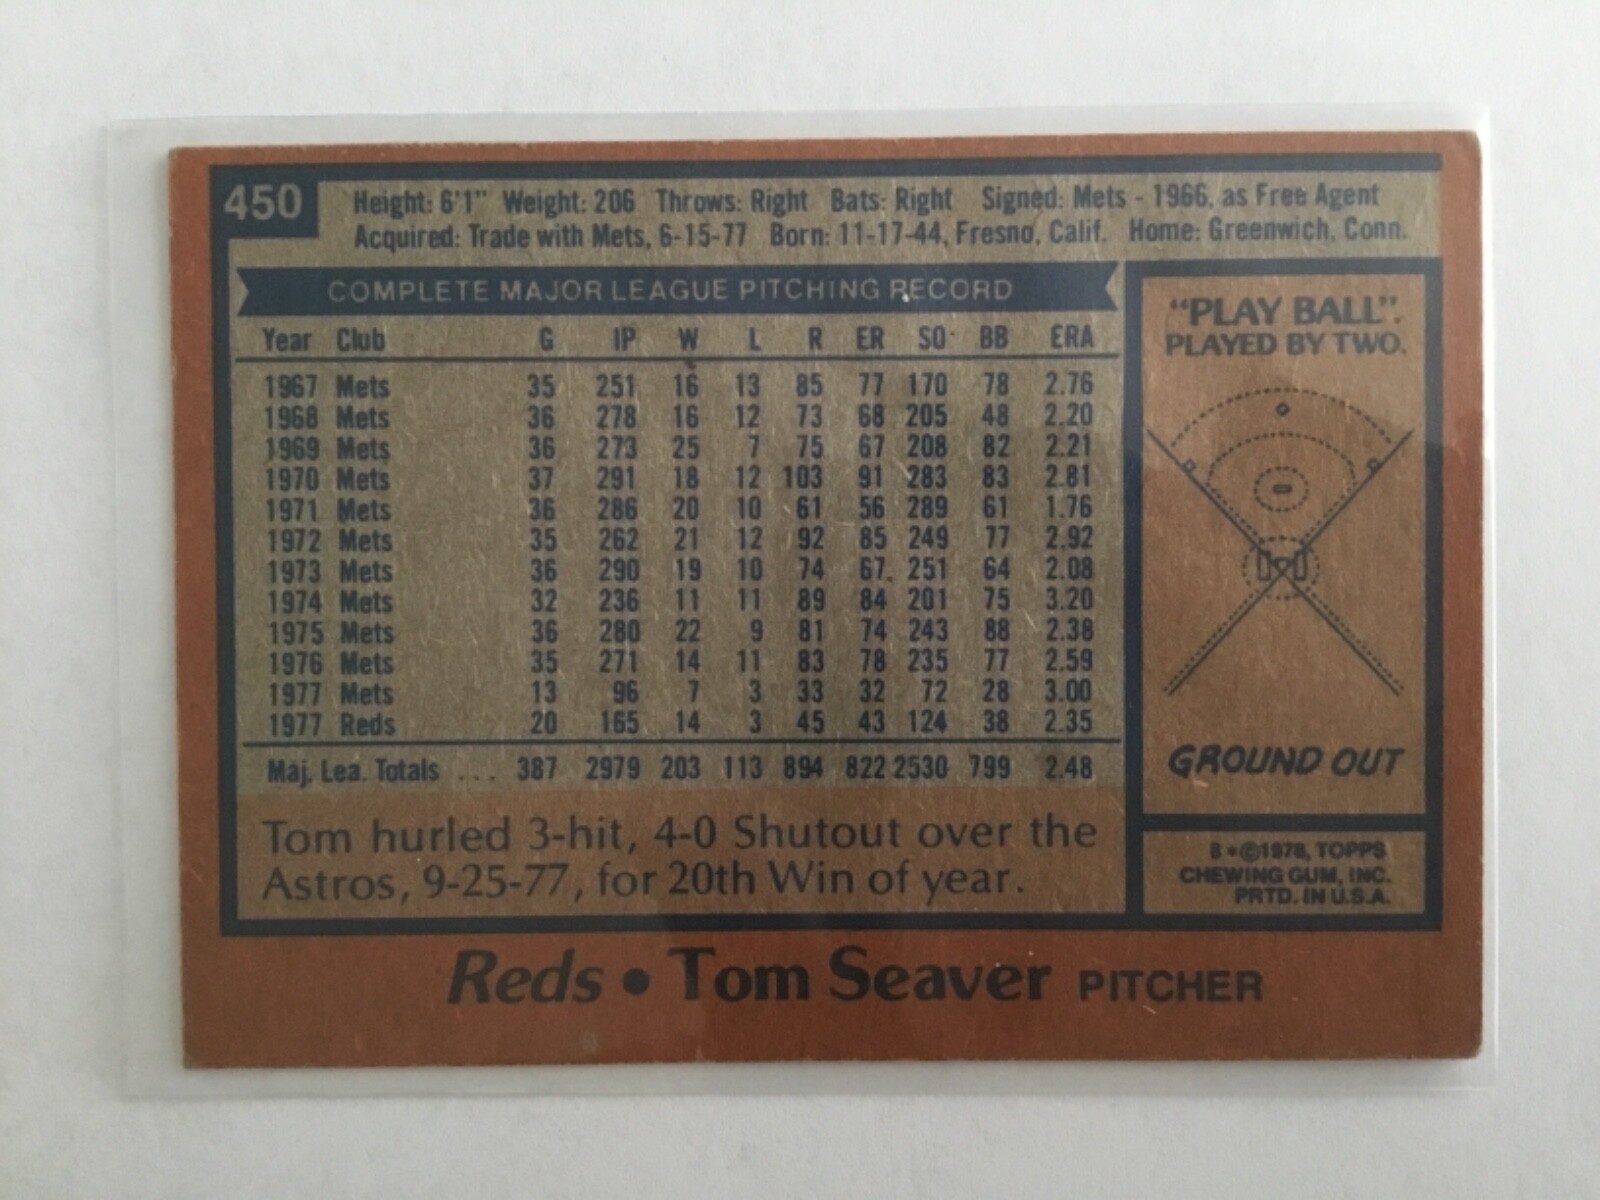 450
Height: 6'1" Weight: 206 Throws: Right Bats: Right Signed: Mets - 1966, as Free Agent
Acquired: Trade with Mets, 6-15-77 Born: 11-17-44, Fresno, Calif. Home: Greenwich, Conn.
COMPLETE MAJOR LEAGUE PITCHING RECORD
Year Club G IP W L R ER SO BB ERA
1967 Mets 35 251 16 13 85 77 170 78 2.76
1968 Mets 36 278 16 12 73 68 205 48 2.20
1969 Mets 36 273 25 7 75 67 208 82 2.21
1970 Mets 37 291 18 12 103 91 283 83 2.81
1971 Mets 36 286 20 10 61 56 289 61 1.76
1972 Mets 35 262 21 12 92 85 249 77 2.92
1973 Mets 36 290 19 10 74 67 251 64 2.08
1974 Mets 32 236 11 11 89 84 201 75 3.20
1975 Mets 36 280 22 9 81 74 243 88 2.38
1976 Mets 35 271 14 11 83 78 235 77 2.59
1977 Mets 13 96 7 3 33 32 72 28 3.00
1977 Reds 20 165 14 3 45 43 124 38 2.35
Maj. Lea. Totals ... 387 2979 203 113 894 822 2530 799 2.48
Tom hurled 3-hit, 4-0 Shutout over the
Astros, 9-25-77, for 20th Win of year.
"PLAY BALL".
PLAYED BY TWO.
GROUND OUT
B*©1978, TOPPS
CHEWING GUM, INC.
PRTD. IN U.S.A.
Reds • Tom Seaver PITCHER